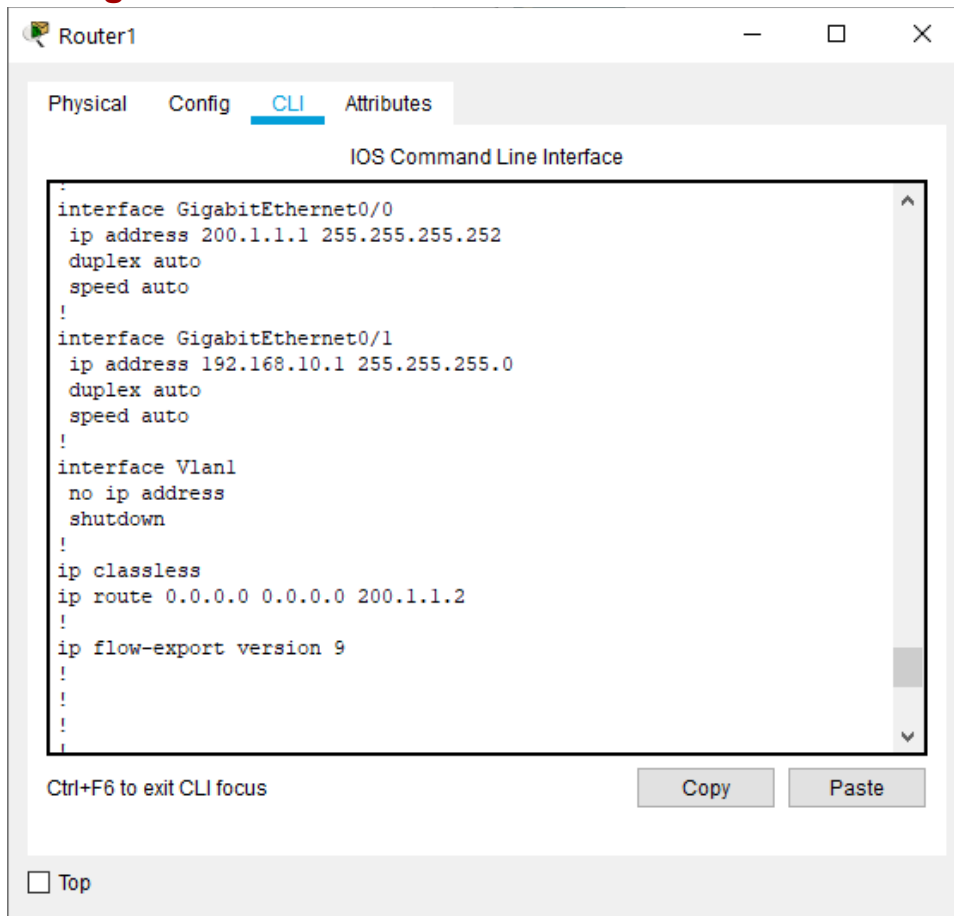 Router1
Physical Config CLI Attributes
IOS Command Line Interface
!
interface GigabitEthernet0/0
 ip address 200.1.1.1 255.255.255.252
 duplex auto
 speed auto
!
interface GigabitEthernet0/1
 ip address 192.168.10.1 255.255.255.0
 duplex auto
 speed auto
!
interface Vlan1
 no ip address
 shutdown
!
ip classless
ip route 0.0.0.0 0.0.0.0 200.1.1.2
!
ip flow-export version 9
!
!
!
!
Ctrl+F6 to exit CLI focus
Copy Paste
Top